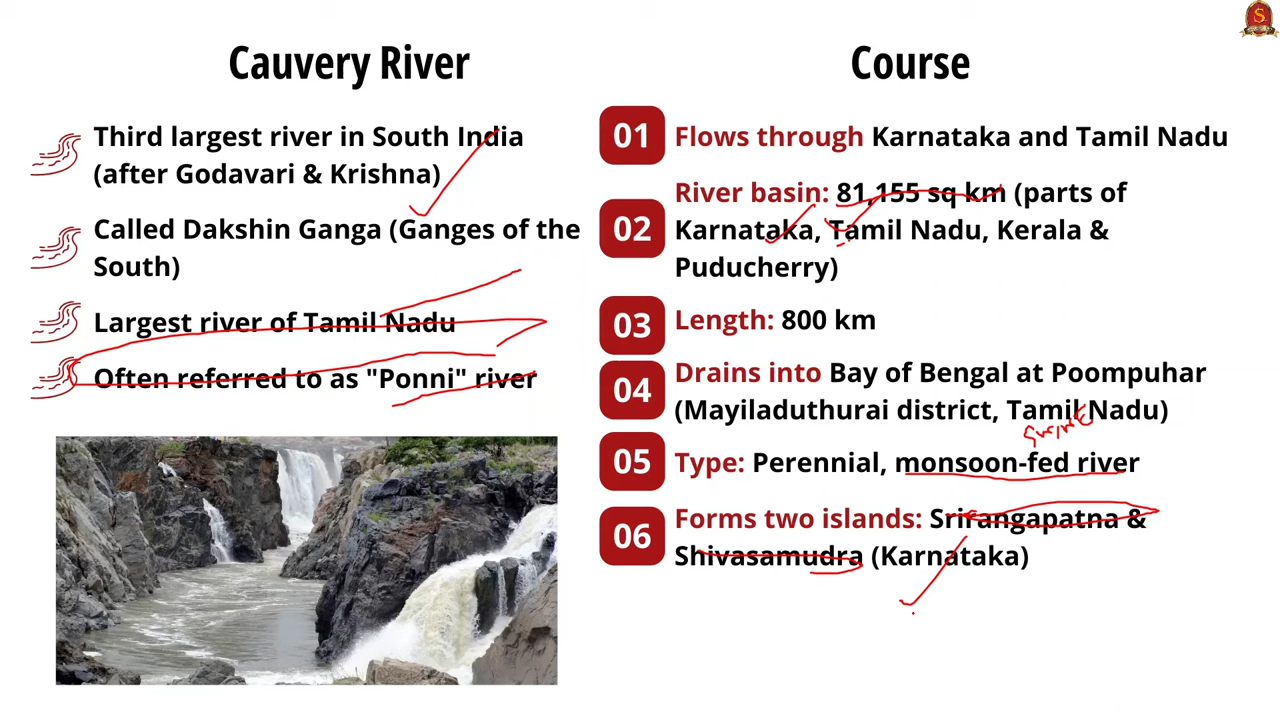 Cauvery River
Third largest river in South India
(after Godavari & Krishna)
Called Dakshin Ganga (Ganges of the
South)
Largest river of Tamil Nadu
Often referred to as "Ponni" river
Course
01
Flows through Karnataka and Tamil Nadu
02
River basin: 81,155 sq km (parts of
Karnataka, Tamil Nadu, Kerala &
Puducherry)
03
Length: 800 km
04
Drains into Bay of Bengal at Poompuhar
(Mayiladuthurai district, Tamil Nadu)
05
Type: Perennial, monsoon-fed river
06
Forms two islands: Srirangapatna &
Shivasamudra (Karnataka)